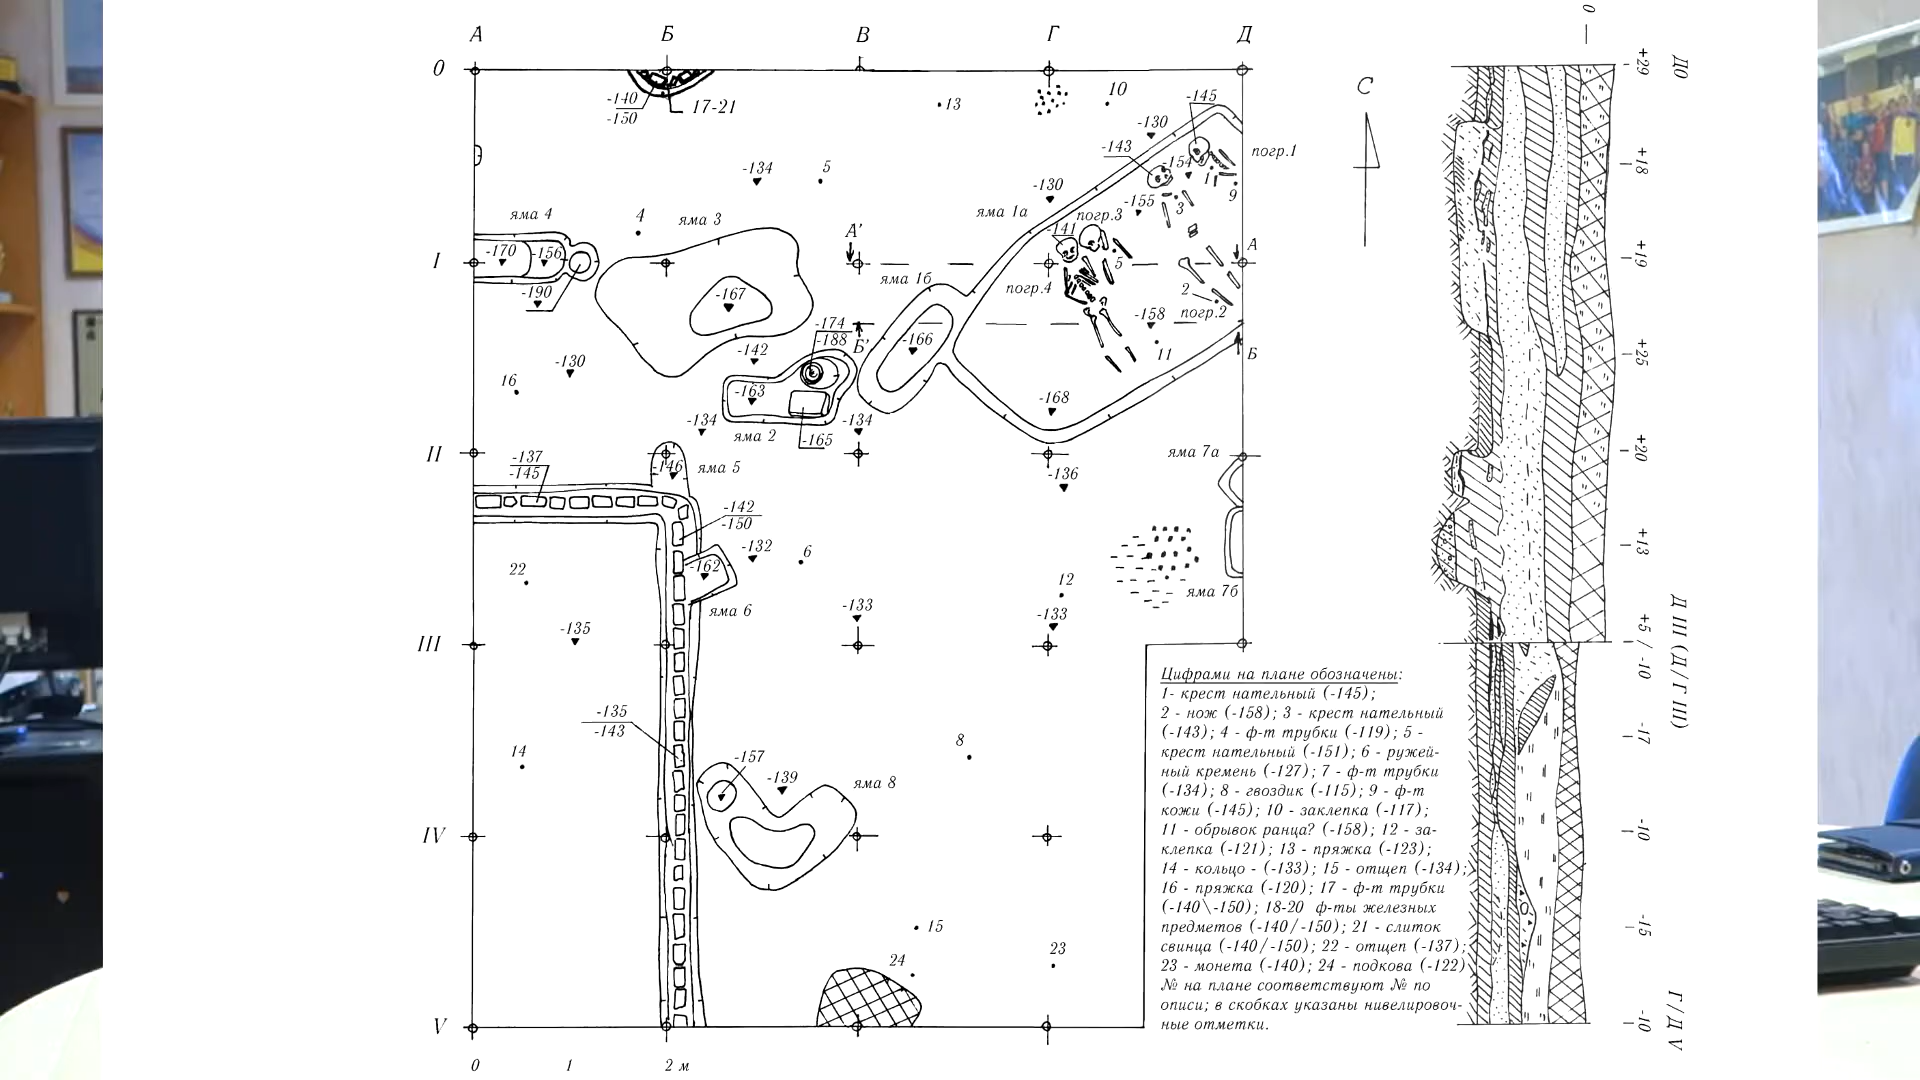 А Б В Г Д
0
-140
-150
17-21
13
10
-145
-130
-143
-154
1
погр.1
9
-134
5
-130
-155
3
яма 4
4
яма 3
яма 1а
погр.3
-141
А'
А
I
-170
-156
5
яма 1б
погр.4
2
погр.2
-190
-167
-174
-188
Б'
-158
-166
Б
11
-142
-130
16
-163
-168
-134
-134
яма 2
-165
II
-137
-145
-146
яма 5
яма 7а
-136
-142
-150
-132
6
22
-162
12
яма 7б
яма 6
-133
-133
-135
III
-135
-143
14
8
-157
-139
яма 8
IV
15
24
23
V
0 1 2 м
С
Цифрами на плане обозначены:
1- крест нательный (-145);
2 - нож (-158); 3 - крест нательный
(-143); 4 - ф-т трубки (-119); 5 -
крест нательный (-151); 6 - ружей-
ный кремень (-127); 7 - ф-т трубки
(-134); 8 - гвоздик (-115); 9 - ф-т
кожи (-145); 10 - заклепка (-117);
11 - обрывок ранца? (-158); 12 - за-
клепка (-121); 13 - пряжка (-123);
14 - кольцо - (-133); 15 - отщеп (-134);
16 - пряжка (-120); 17 - ф-т трубки
(-140\-150); 18-20 ф-ты железных
предметов (-140/-150); 21 - слиток
свинца (-140/-150); 22 - отщеп (-137);
23 - монета (-140); 24 - подкова (-122)
№ на плане соответствуют № по
описи; в скобках указаны нивелировоч-
ные отметки.
0
+29
Д0
+18
+19
+25
+20
+13
+5 / -10
Д III (Д/Г III)
-17
-10
-15
-10
Г/Д V